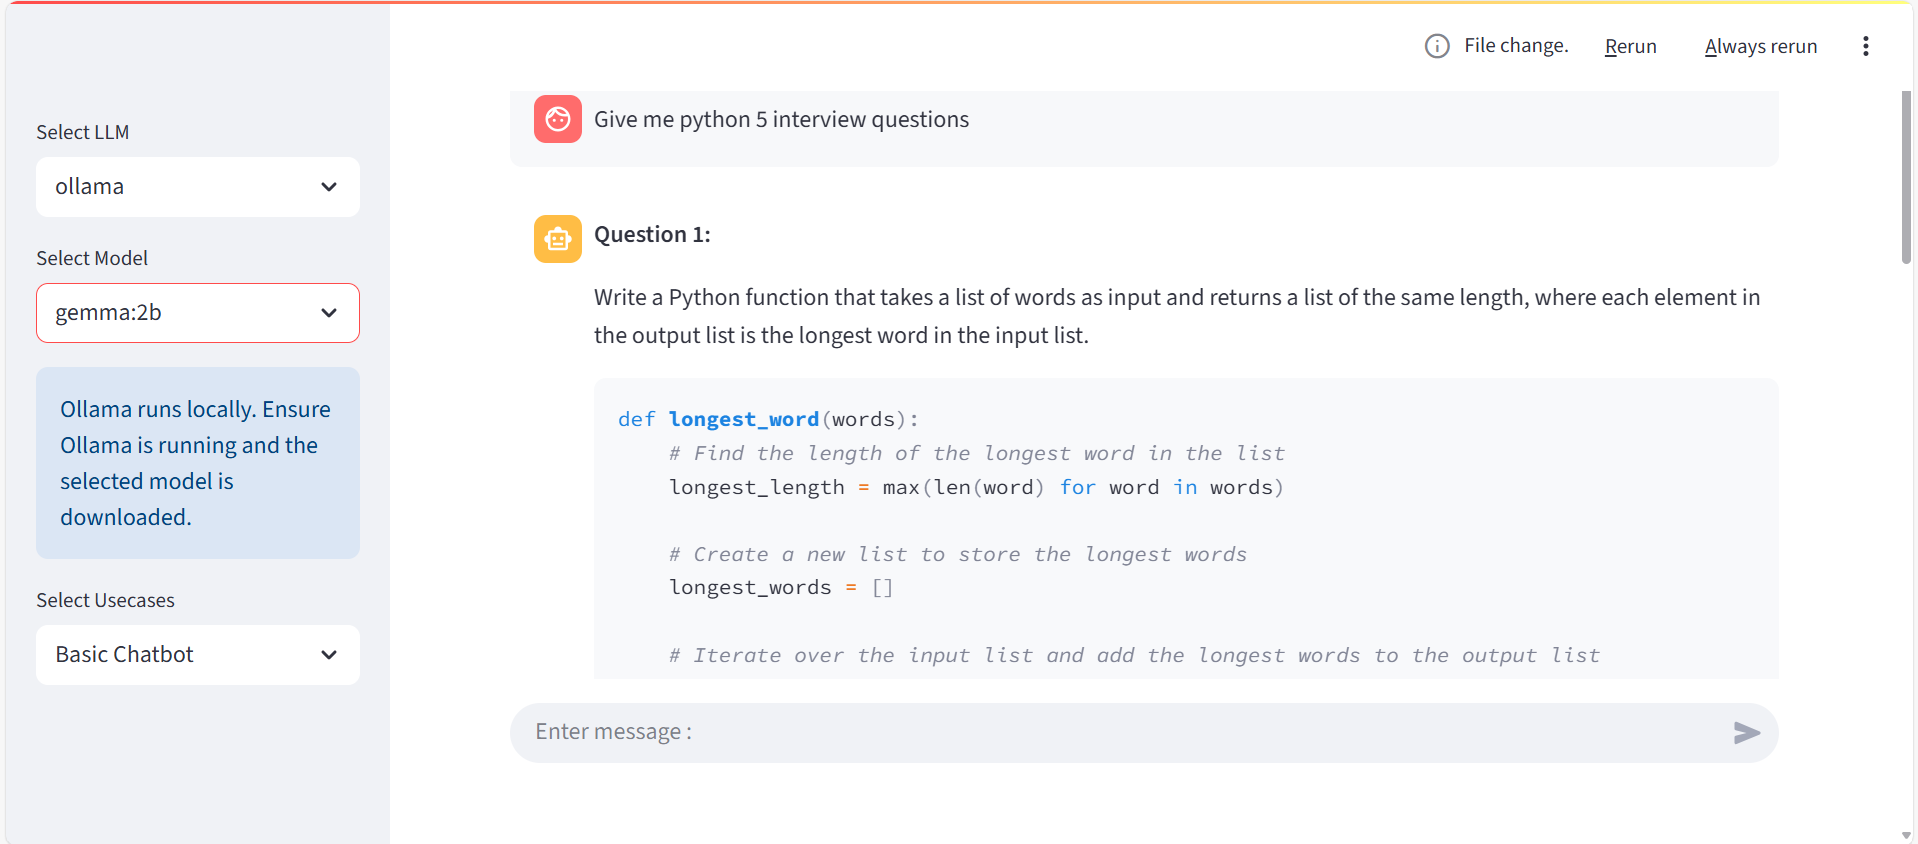 File change.
Rerun
Always rerun
Select LLM
ollama
Select Model
gemma:2b
Ollama runs locally. Ensure
Ollama is running and the
selected model is
downloaded.
Select Usecases
Basic Chatbot
Give me python 5 interview questions
Question 1:
Write a Python function that takes a list of words as input and returns a list of the same length, where each element in
the output list is the longest word in the input list.
def longest_word(words):
    # Find the length of the longest word in the list
    longest_length = max(len(word) for word in words)
    # Create a new list to store the longest words
    longest_words = []
    # Iterate over the input list and add the longest words to the output list
Enter message :